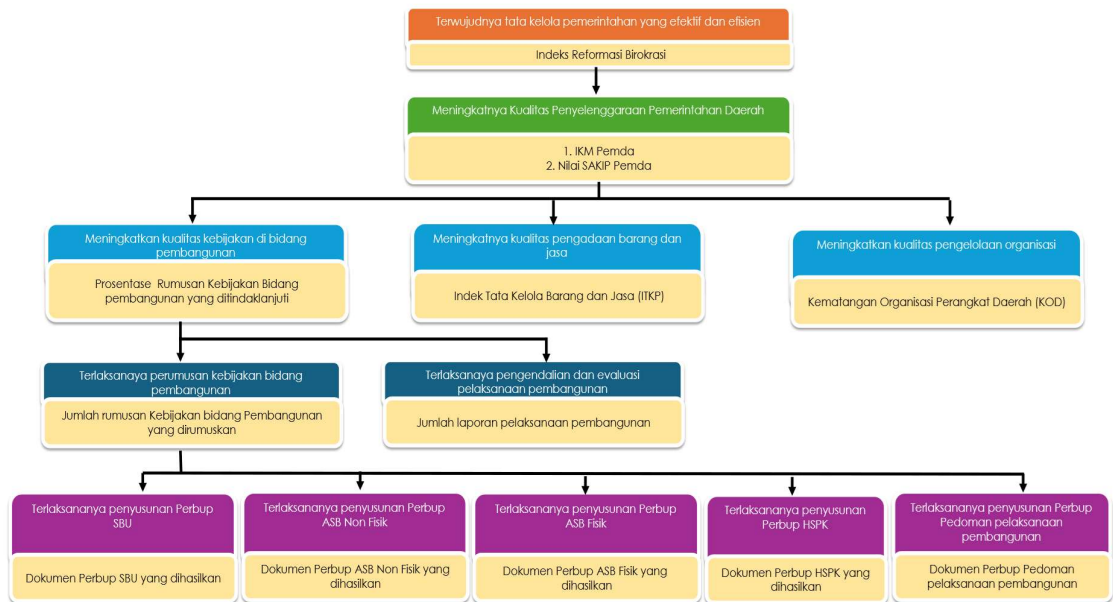 Terwujudnya tata kelola pemerintahan yang efektif dan efisien
Indeks Reformasi Birokrasi
Meningkatnya Kualitas Penyelenggaraan Pemerintahan Daerah
1. IKM Pemda
2. Nilai SAKIP Pemda
Meningkatkan kualitas kebijakan di bidang
pembangunan
Prosentase Rumusan Kebijakan Bidang
pembangunan yang ditindaklanjuti
Meningkatnya kualitas pengadaan barang dan
jasa
Indek Tata Kelola Barang dan Jasa (ITKP)
Meningkatkan kualitas pengelolaan organisasi
Kematangan Organisasi Perangkat Daerah (KOD)
Terlaksanaya perumusan kebijakan bidang
pembangunan
Jumlah rumusan Kebijakan bidang Pembangunan
yang dirumuskan
Terlaksanaya pengendalian dan evaluasi
pelaksanaan pembangunan
Jumlah laporan pelaksanaan pembangunan
Terlaksananya penyusunan Perbup
SBU
Dokumen Perbup SBU yang dihasilkan
Terlaksananya penyusunan Perbup
ASB Non Fisik
Dokumen Perbup ASB Non Fisik yang
dihasilkan
Terlaksananya penyusunan Perbup
ASB Fisik
Dokumen Perbup ASB Fisik yang
dihasilkan
Terlaksananya penyusunan
Perbup HSPK
Dokumen Perbup HSPK yang
dihasilkan
Terlaksananya penyusunan Perbup
Pedoman pelaksanaan
pembangunan
Dokumen Perbup Pedoman
pelaksanaan pembangunan